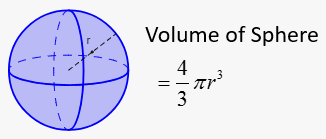 r
Volume of Sphere
= 4/3 πr³